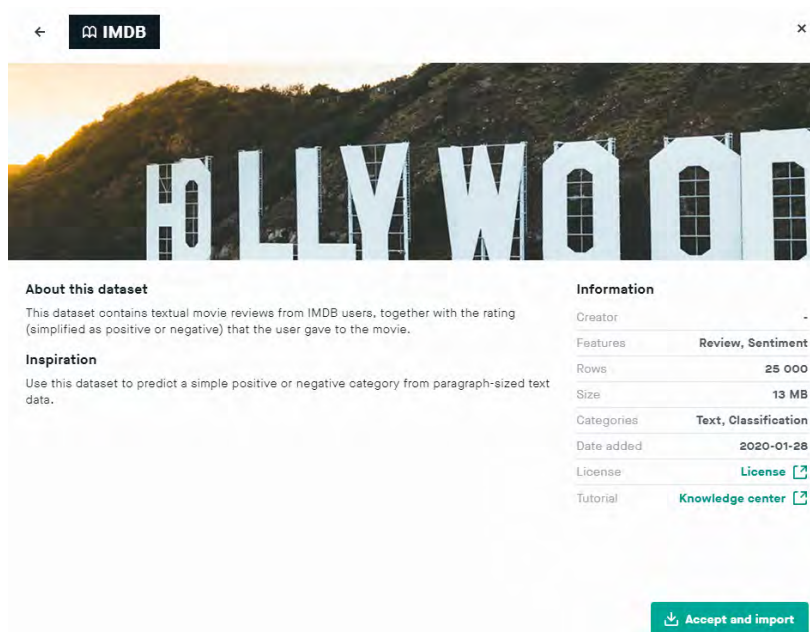 IMDB
HOLLYWOOD
About this dataset
This dataset contains textual movie reviews from IMDB users, together with the rating
(simplified as positive or negative) that the user gave to the movie.
Inspiration
Use this dataset to predict a simple positive or negative category from paragraph-sized text
data.
Information
Creator -
Features Review, Sentiment
Rows 25 000
Size 13 MB
Categories Text, Classification
Date added 2020-01-28
License License
Tutorial Knowledge center
Accept and import